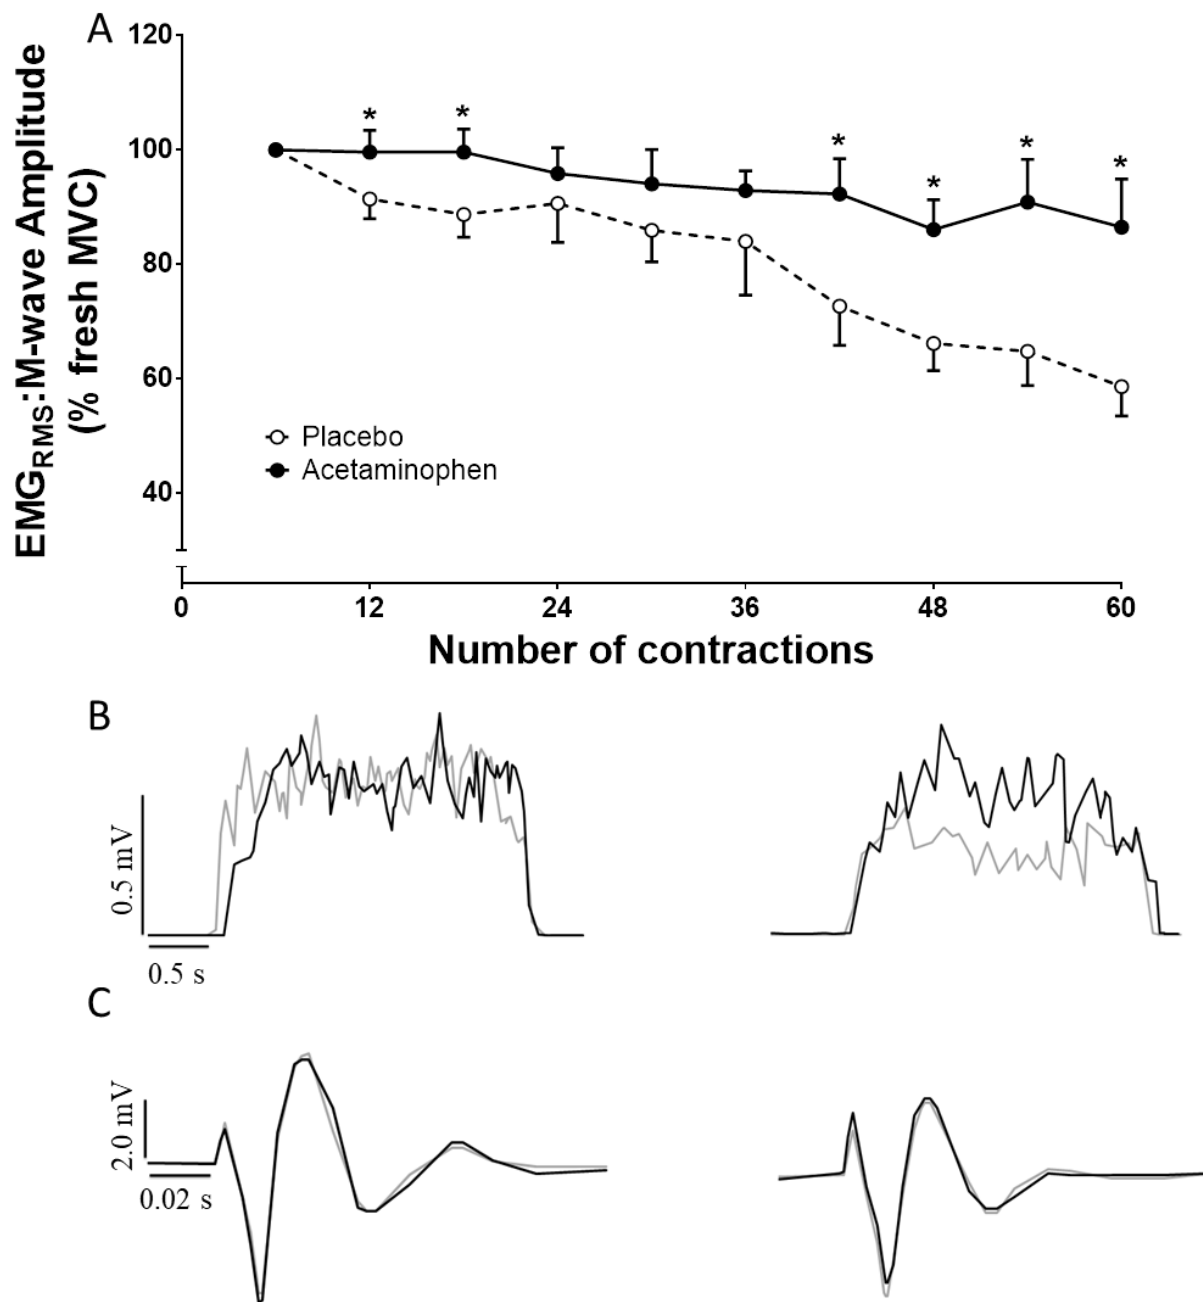 A
120
100
80
60
40
EMG_RMS:M-wave Amplitude
(% fresh MVC)
* * * * * *
Placebo
Acetaminophen
0 12 24 36 48 60
Number of contractions
B
0.5 mV
0.5 s
C
2.0 mV
0.02 s